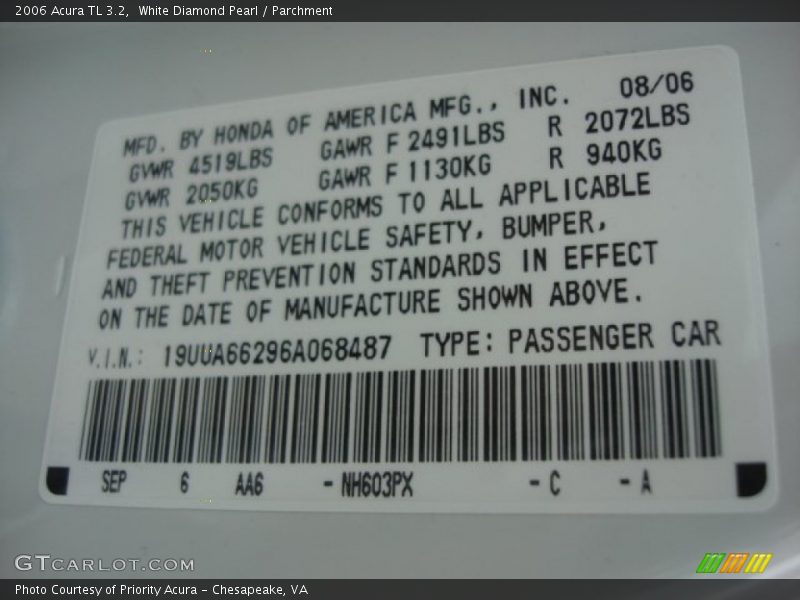 2006 Acura TL 3.2, White Diamond Pearl / Parchment
MFD. BY HONDA OF AMERICA MFG., INC. 08/06
GVWR 4519LBS GAWR F 2491LBS R 2072LBS
GVWR 2050KG GAWR F 1130KG R 940KG
THIS VEHICLE CONFORMS TO ALL APPLICABLE
FEDERAL MOTOR VEHICLE SAFETY, BUMPER,
AND THEFT PREVENTION STANDARDS IN EFFECT
ON THE DATE OF MANUFACTURE SHOWN ABOVE.
V.I.N.: 19UUA66296A068487 TYPE: PASSENGER CAR
SEP 6 AA6 - NH603PX - C - A
GTCARLOT.COM
Photo Courtesy of Priority Acura - Chesapeake, VA